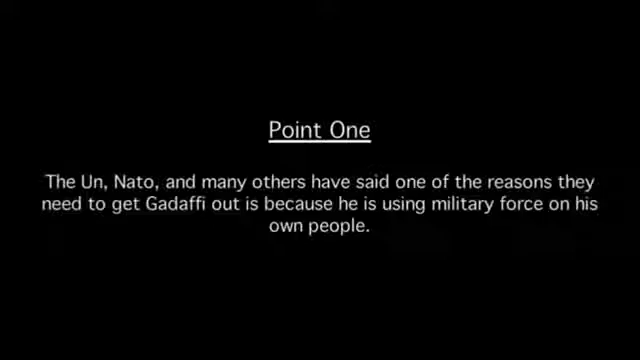 Point One
The Un, Nato, and many others have said one of the reasons they
need to get Gadaffi out is because he is using military force on his
own people.